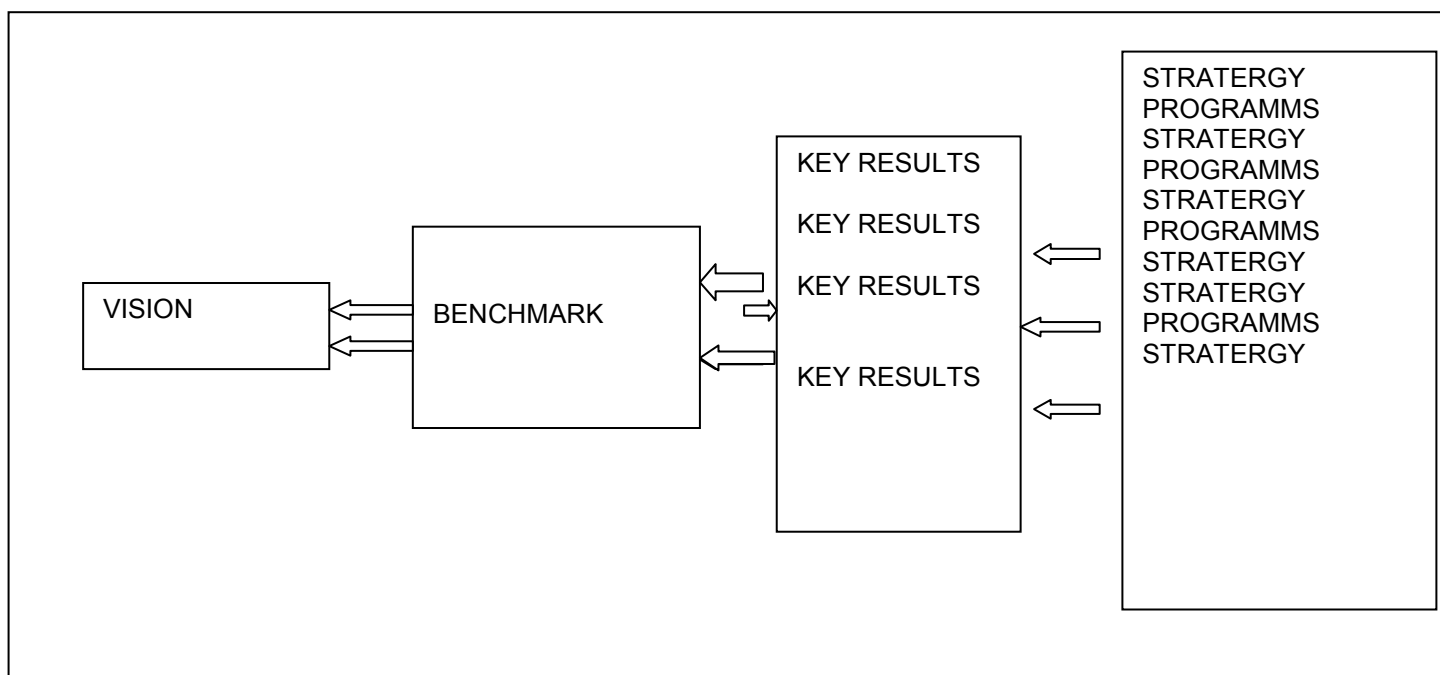 VISION
BENCHMARK
KEY RESULTS
KEY RESULTS
KEY RESULTS
KEY RESULTS
STRATERGY
PROGRAMMS
STRATERGY
PROGRAMMS
STRATERGY
PROGRAMMS
STRATERGY
STRATERGY
PROGRAMMS
STRATERGY